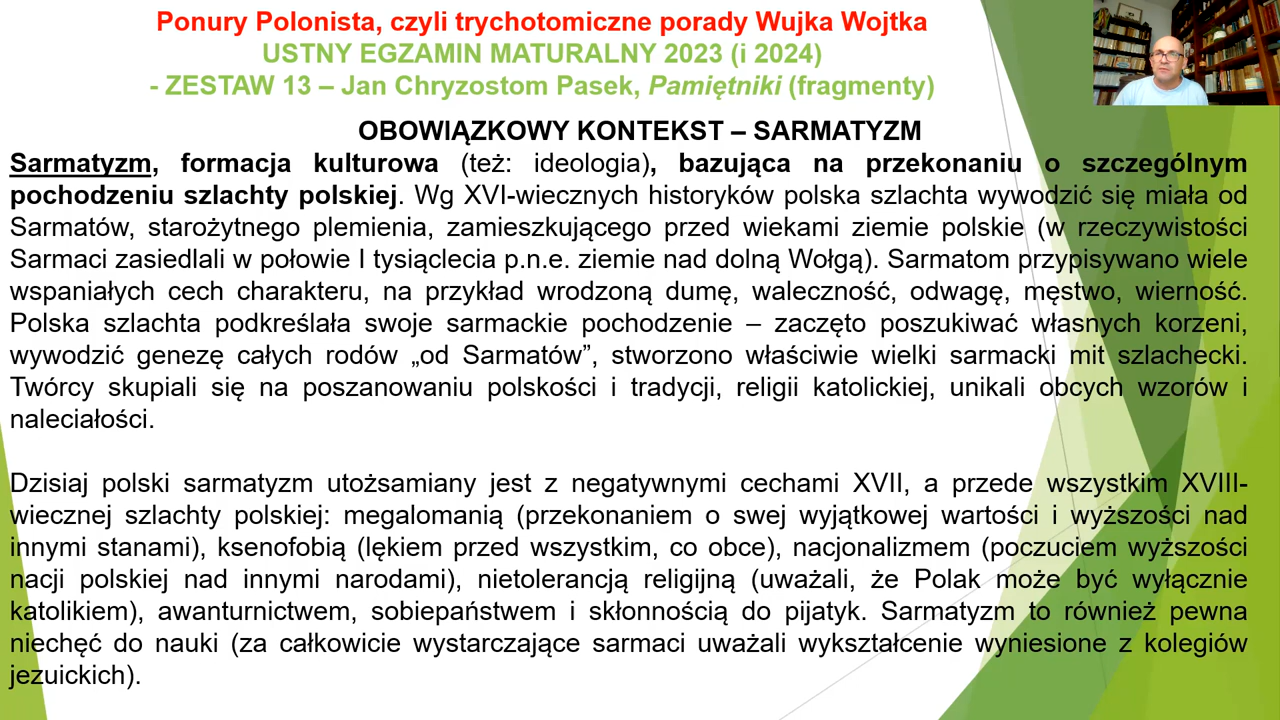 Ponury Polonista, czyli trychotomiczne porady Wujka Wojtka
USTNY EGZAMIN MATURALNY 2023 (i 2024)
- ZESTAW 13 – Jan Chryzostom Pasek, Pamiętniki (fragmenty)
OBOWIĄZKOWY KONTEKST – SARMATYZM
Sarmatyzm, formacja kulturowa (też: ideologia), bazująca na przekonaniu o szczególnym
pochodzeniu szlachty polskiej. Wg XVI-wiecznych historyków polska szlachta wywodzić się miała od
Sarmatów, starożytnego plemienia, zamieszkującego przed wiekami ziemie polskie (w rzeczywistości
Sarmaci zasiedlali w połowie I tysiąclecia p.n.e. ziemie nad dolną Wołgą). Sarmatom przypisywano wiele
wspaniałych cech charakteru, na przykład wrodzoną dumę, waleczność, odwagę, męstwo, wierność.
Polska szlachta podkreślała swoje sarmackie pochodzenie – zaczęto poszukiwać własnych korzeni,
wywodzić genezę całych rodów „od Sarmatów”, stworzono właściwie wielki sarmacki mit szlachecki.
Twórcy skupiali się na poszanowaniu polskości i tradycji, religii katolickiej, unikali obcych wzorów i
naleciałości.
Dzisiaj polski sarmatyzm utożsamiany jest z negatywnymi cechami XVII, a przede wszystkim XVIII-
wiecznej szlachty polskiej: megalomanią (przekonaniem o swej wyjątkowej wartości i wyższości nad
innymi stanami), ksenofobią (lękiem przed wszystkim, co obce), nacjonalizmem (poczuciem wyższości
nacji polskiej nad innymi narodami), nietolerancją religijną (uważali, że Polak może być wyłącznie
katolikiem), awanturnictwem, sobiepaństwem i skłonnością do pijatyk. Sarmatyzm to również pewna
niechęć do nauki (za całkowicie wystarczające sarmaci uważali wykształcenie wyniesione z kolegiów
jezuickich).